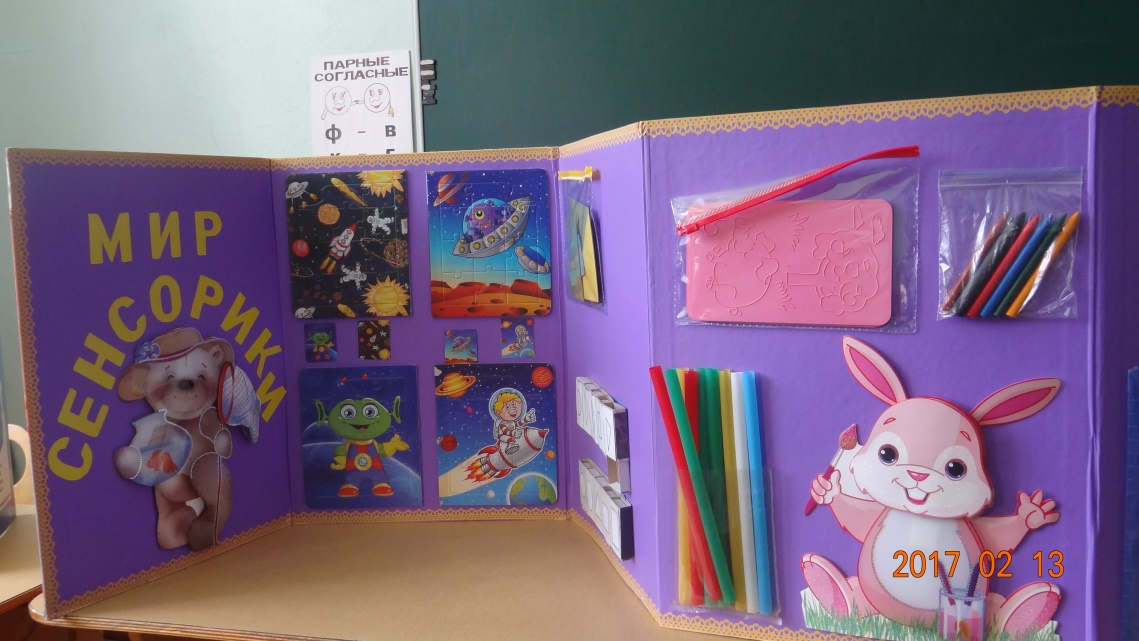 ПАРНЫЕ
СОГЛАСНЫЕ
Ф - В
МИР
СЕНСОРИКИ
2017 02 13